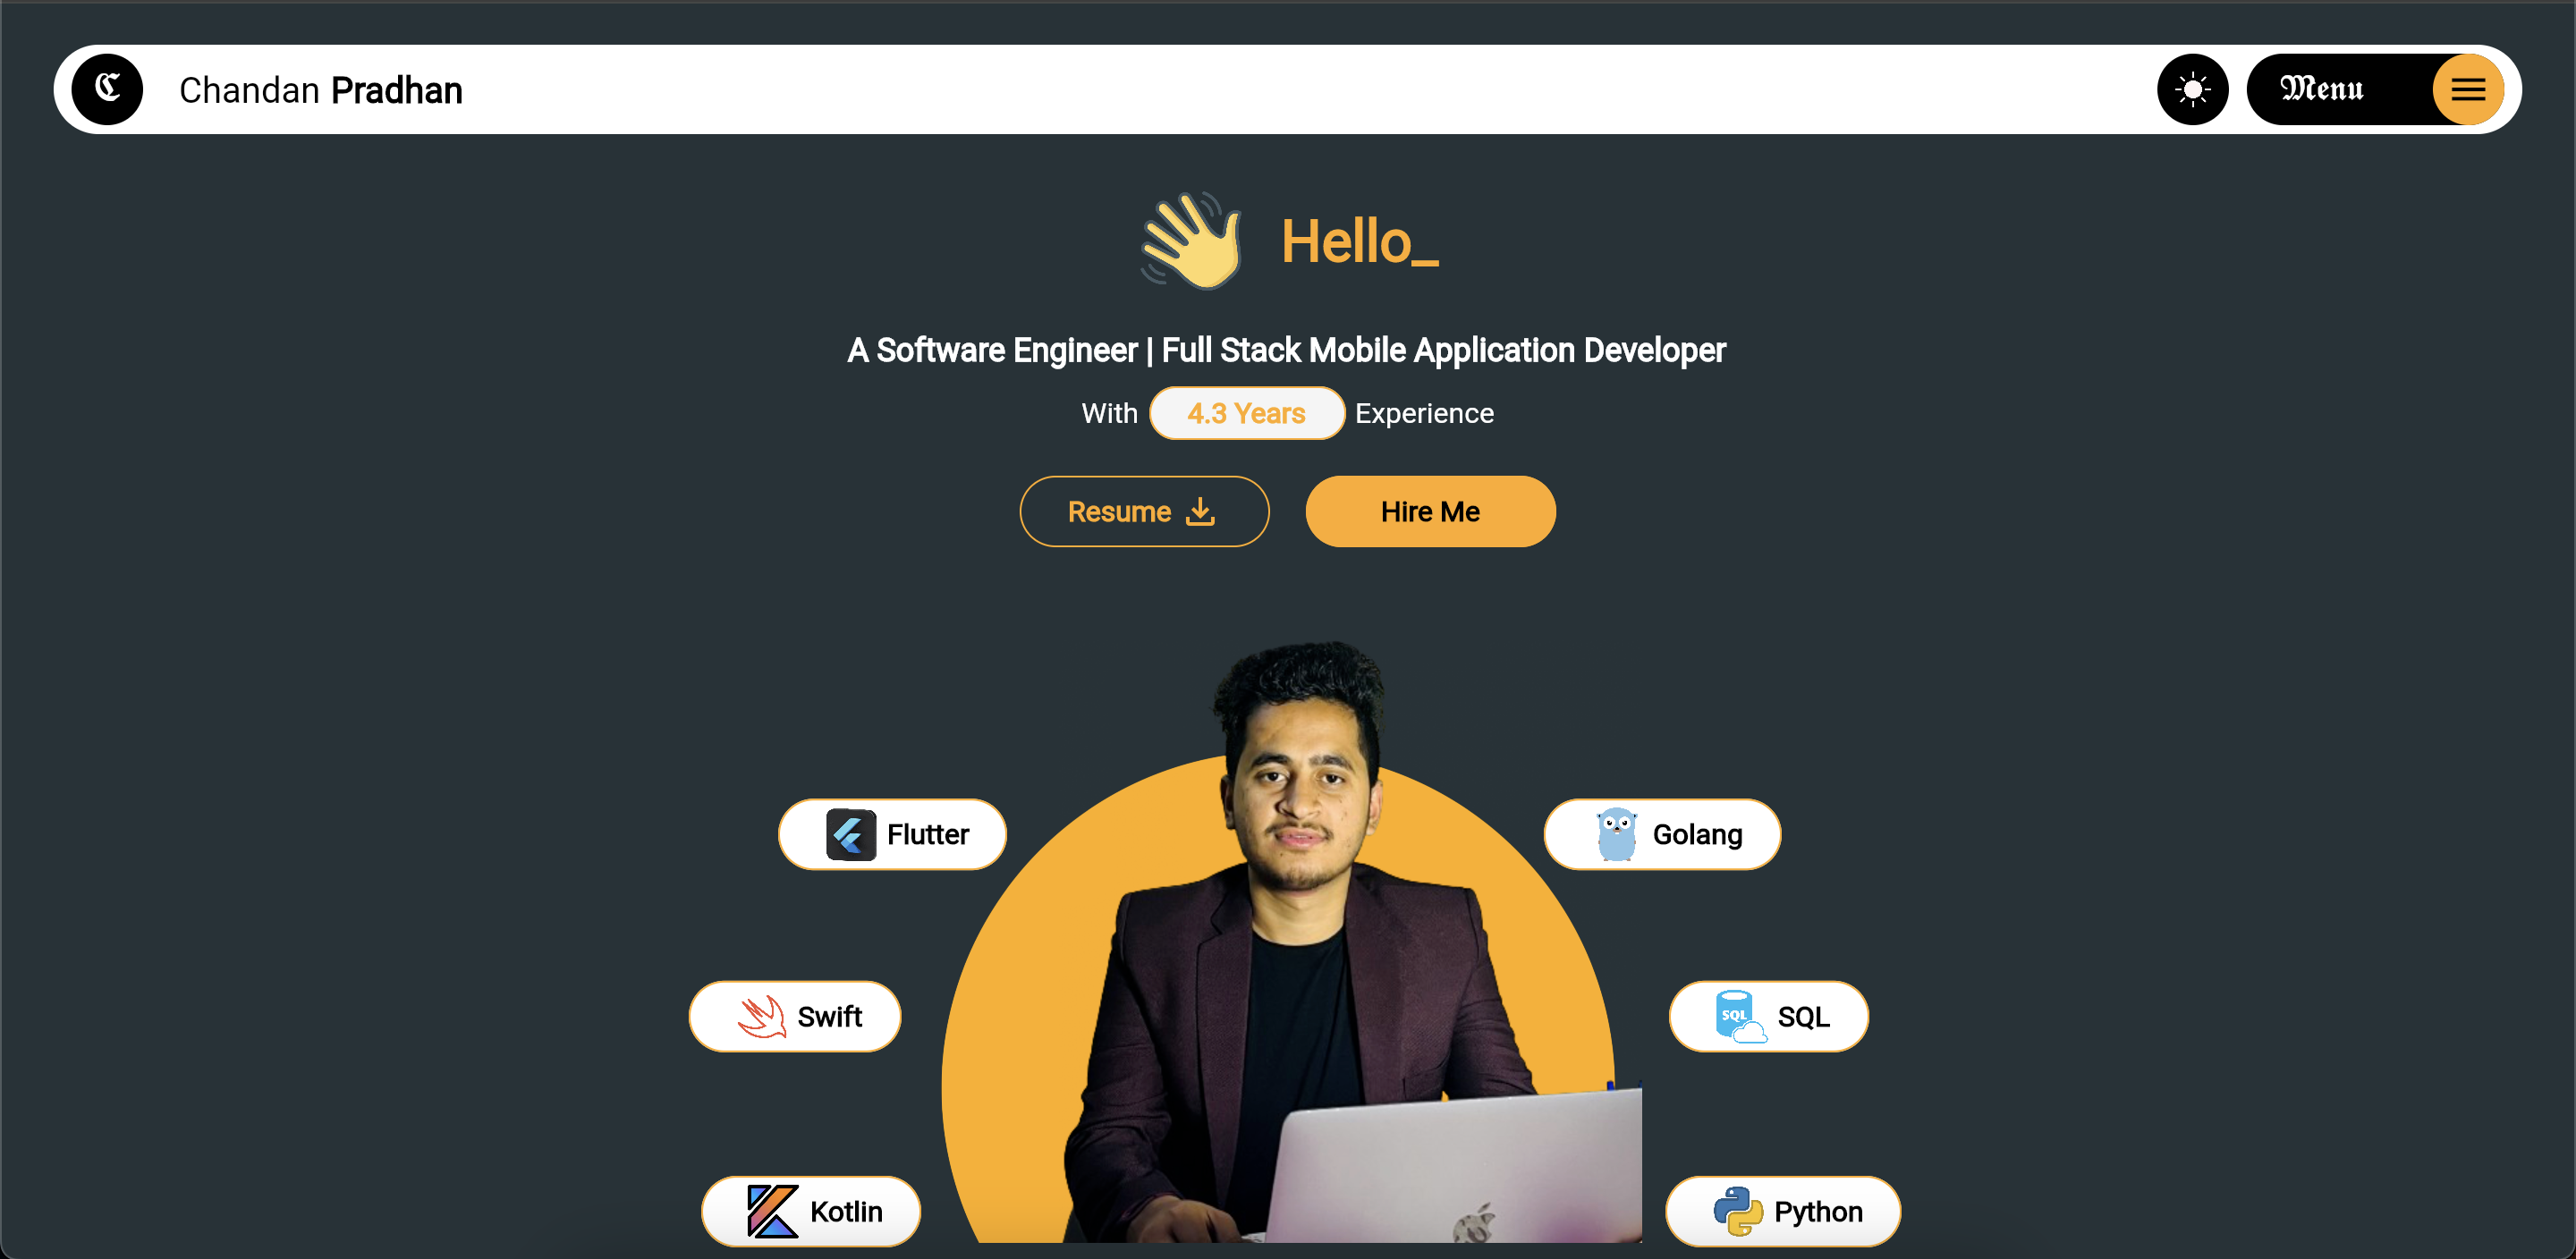 C Chandan Pradhan Menu
Hello_
A Software Engineer | Full Stack Mobile Application Developer
With 4.3 Years Experience
Resume Hire Me
Flutter Golang
Swift SQL SQL
Kotlin Python